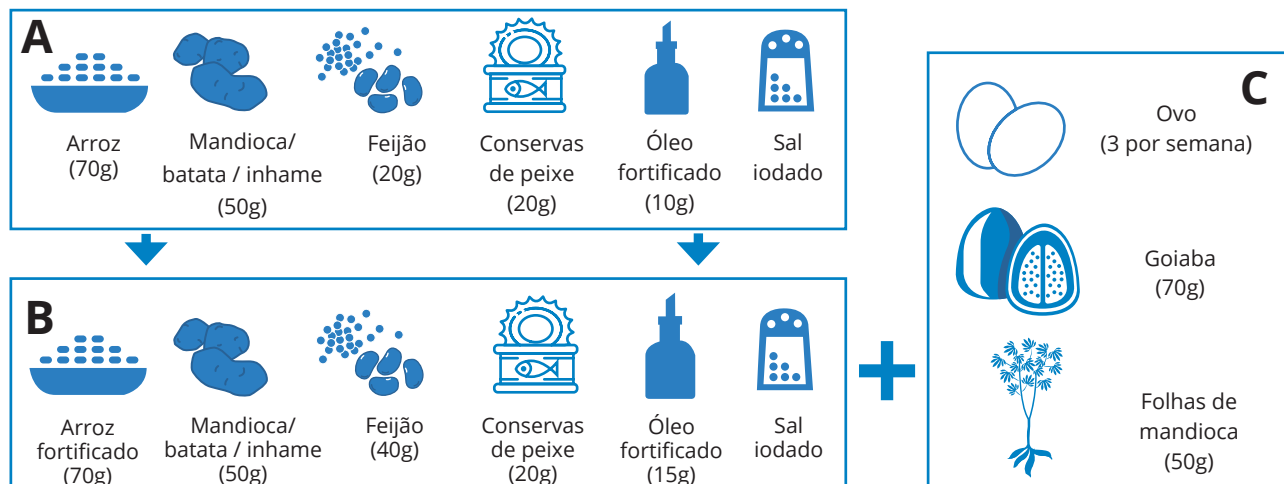 A
Arroz
(70g)
Mandioca/
batata / inhame
(50g)
Feijão
(20g)
Conservas
de peixe
(20g)
Óleo
fortificado
(10g)
Sal
iodado
B
Arroz
fortificado
(70g)
Mandioca/
batata / inhame
(50g)
Feijão
(40g)
Conservas
de peixe
(20g)
Óleo
fortificado
(15g)
Sal
iodado
C
Ovo
(3 por semana)
Goiaba
(70g)
Folhas de
mandioca
(50g)